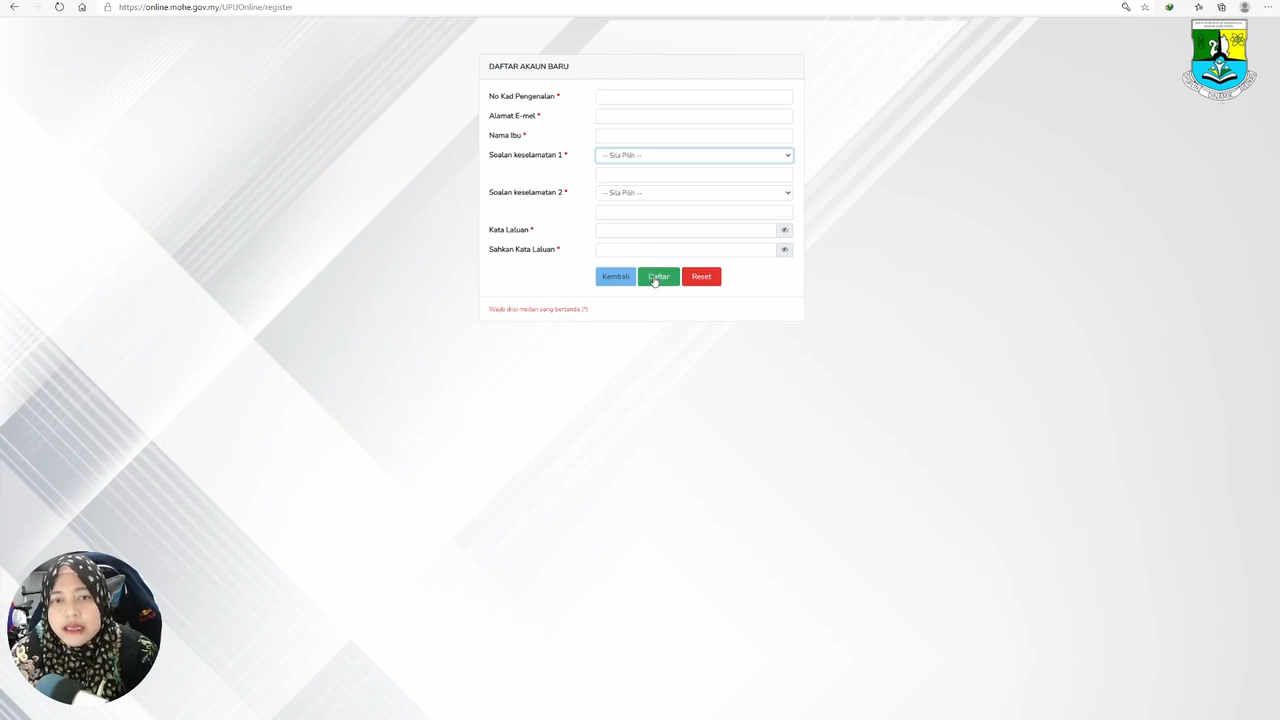 https://online.mohe.gov.my/UPUOnline/register
DAFTAR AKAUN BARU
No Kad Pengenalan *
Alamat E-mel *
Nama Ibu *
Soalan keselamatan 1 *
-- Sila Pilih --
Soalan keselamatan 2 *
-- Sila Pilih --
Kata Laluan *
Sahkan Kata Laluan *
Kembali
Daftar
Reset
Wajib diisi medan yang bertanda (*)